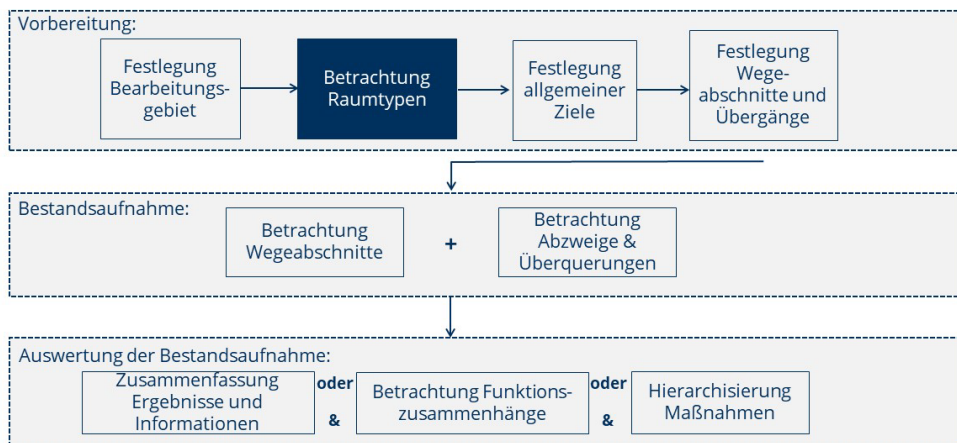 Vorbereitung:
Festlegung
Bearbeitungs-
gebiet
Betrachtung
Raumtypen
Festlegung
allgemeiner
Ziele
Festlegung
Wege-
abschnitte und
Übergänge
Bestandsaufnahme:
Betrachtung
Wegeabschnitte
+
Betrachtung
Abzweige &
Überquerungen
Auswertung der Bestandsaufnahme:
Zusammenfassung
Ergebnisse und
Informationen
oder
&
Betrachtung Funktions-
zusammenhänge
oder
&
Hierarchisierung
Maßnahmen